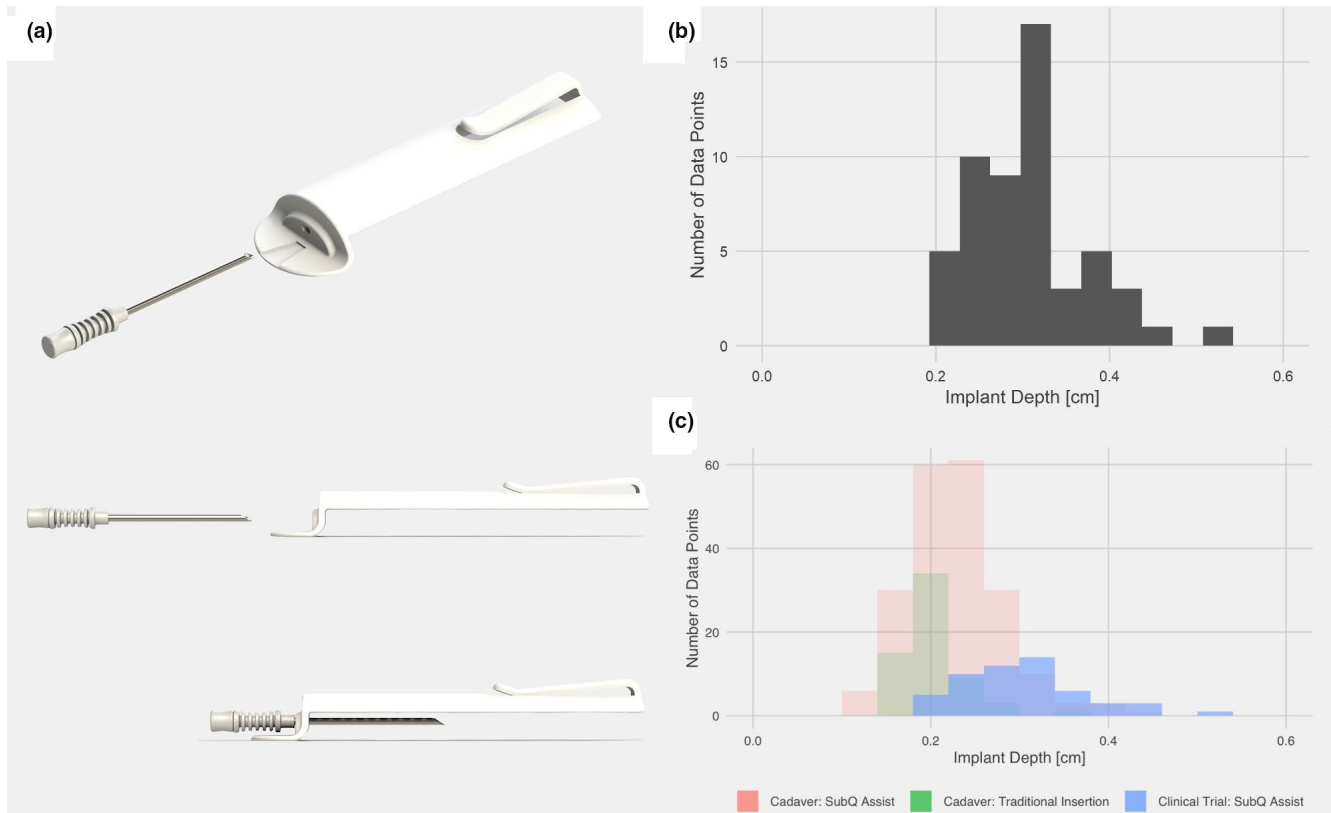 (a)
(b)
Number of Data Points
15
10
5
0
0.0 0.2 0.4 0.6
Implant Depth [cm]
(c)
Number of Data Points
60
40
20
0
0.0 0.2 0.4 0.6
Implant Depth [cm]
Cadaver: SubQ Assist Cadaver: Traditional Insertion Clinical Trial: SubQ Assist